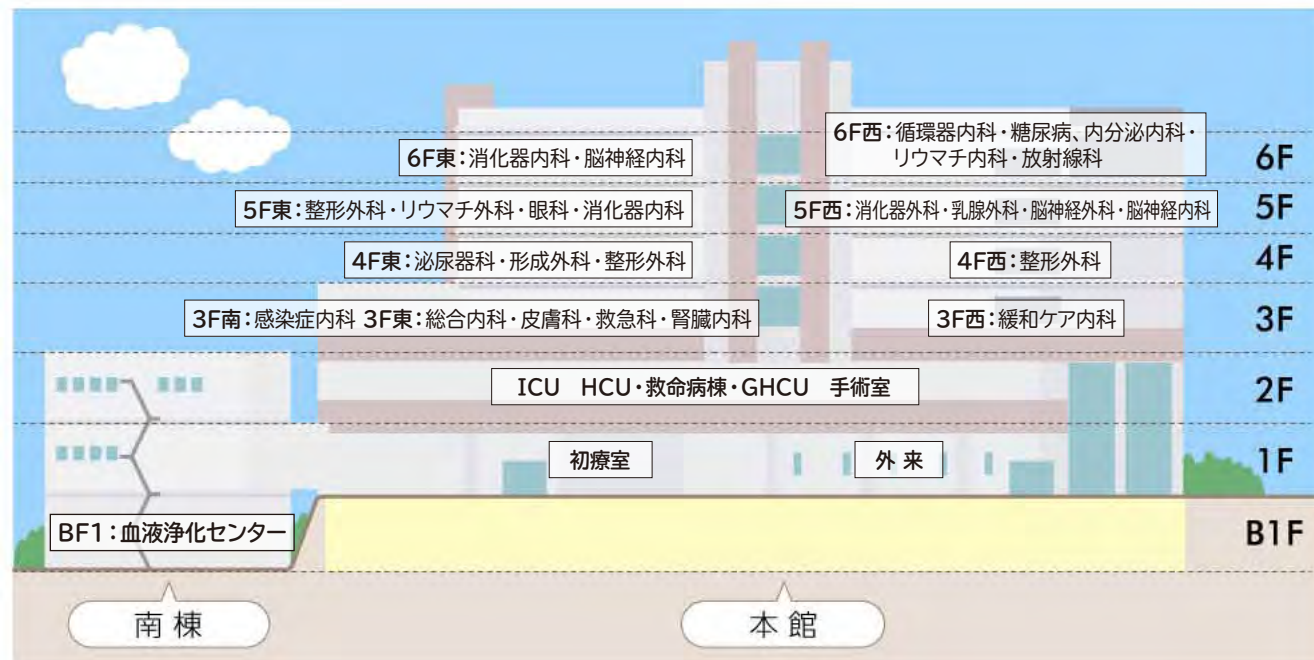 6F東：消化器内科・脳神経内科
6F西：循環器内科・糖尿病、内分泌内科・
リウマチ内科・放射線科
6F
5F東：整形外科・リウマチ外科・眼科・消化器内科
5F西：消化器外科・乳腺外科・脳神経外科・脳神経内科
5F
4F東：泌尿器科・形成外科・整形外科
4F西：整形外科
4F
3F南：感染症内科 3F東：総合内科・皮膚科・救急科・腎臓内科
3F西：緩和ケア内科
3F
ICU　HCU・救命病棟・GHCU　手術室
2F
初療室
外来
1F
BF1：血液浄化センター
B1F
南棟
本館